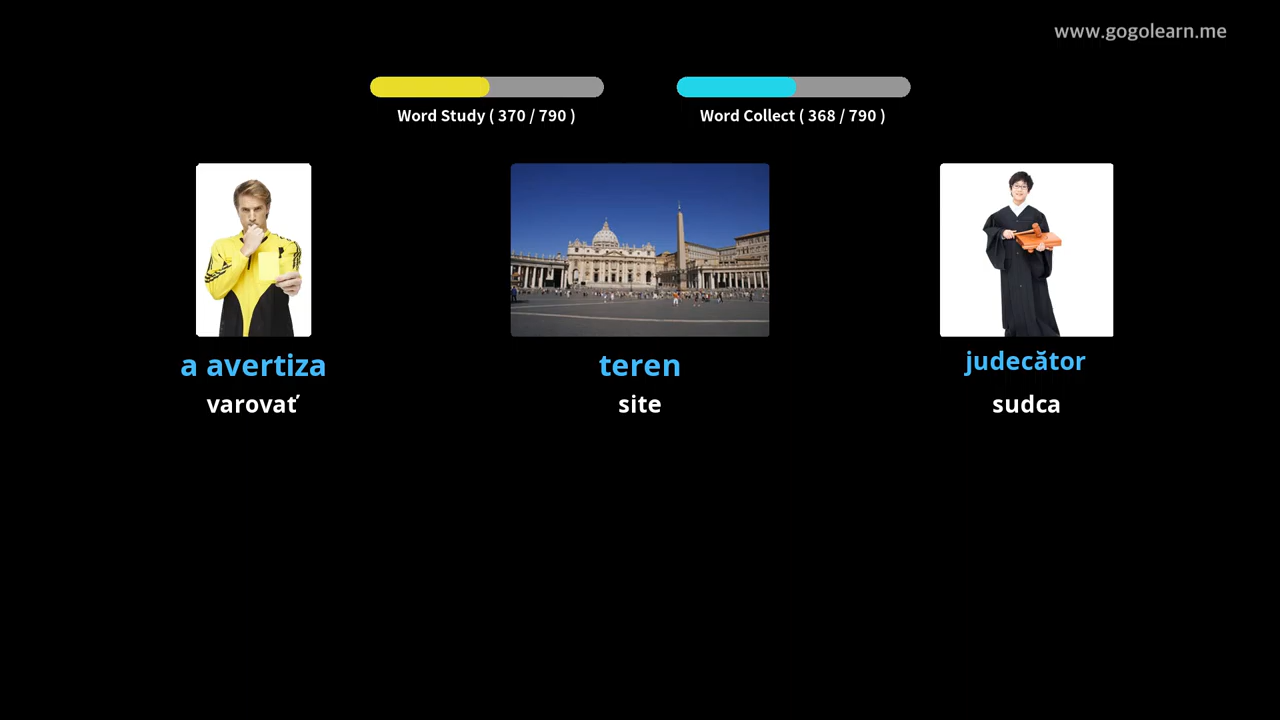 www.gogolearn.me
Word Study ( 370 / 790 )
Word Collect ( 368 / 790 )
a avertiza
teren
judecător
varovať
site
sudca